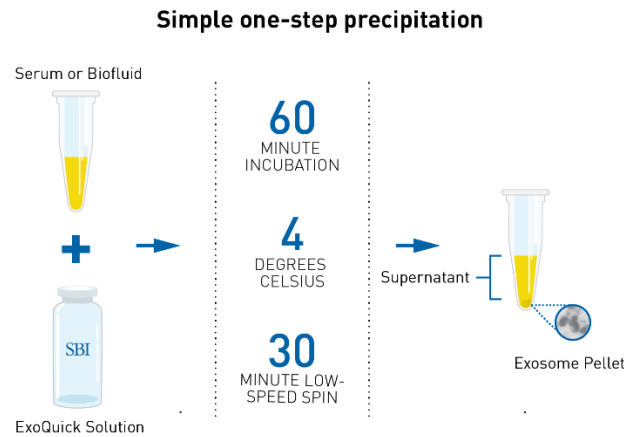 Simple one-step precipitation
Serum or Biofluid
SBI
ExoQuick Solution
60
MINUTE
INCUBATION
4
DEGREES
CELSIUS
30
MINUTE LOW-
SPEED SPIN
Supernatant
Exosome Pellet